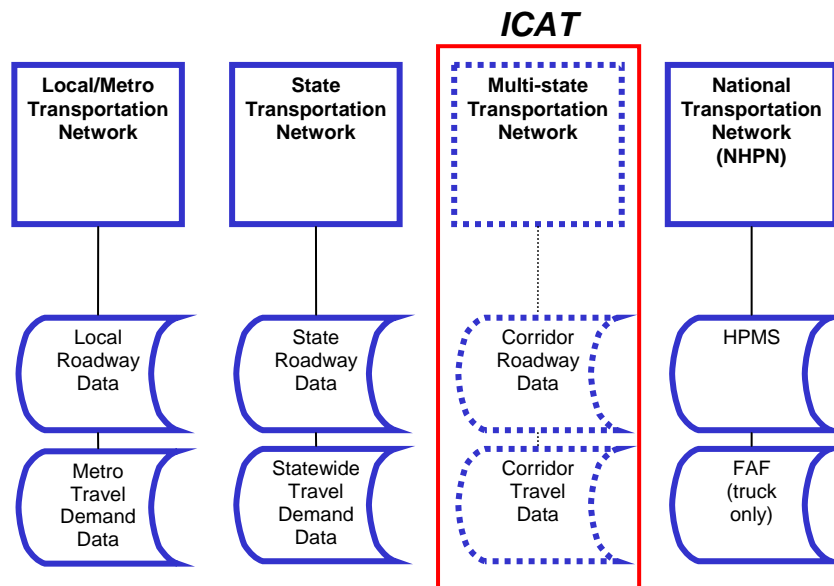 ICAT
Local/Metro
Transportation
Network
State
Transportation
Network
Multi-state
Transportation
Network
National
Transportation
Network
(NHPN)
Local
Roadway
Data
State
Roadway
Data
Corridor
Roadway
Data
HPMS
Metro
Travel
Demand
Data
Statewide
Travel
Demand
Data
Corridor
Travel
Data
FAF
(truck
only)